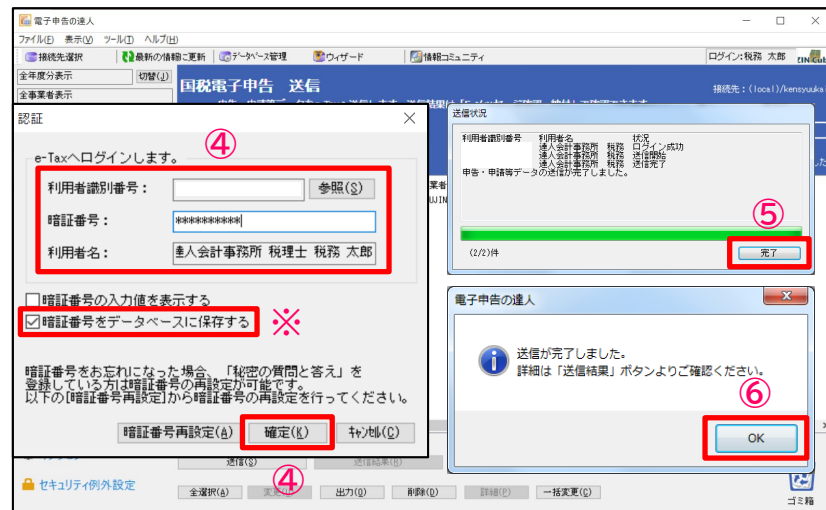 電子申告の達人
ファイル(F) 表示(V) ツール(T) ヘルプ(H)
接続先選択 最新の情報に更新 データベース管理 ウィザード 情報コミュニティ ログイン:税務 太郎
全年度分表示 切替(J)
全事業者表示
国税電子申告 送信
接続先:(local)/kensyuuka
認証
④
e-Taxへログインします。
利用者識別番号: 参照(S)
暗証番号: **********
利用者名: 達人会計事務所 税理士 税務 太郎
暗証番号の入力値を表示する
暗証番号をデータベースに保存する ※
暗証番号をお忘れになった場合、「秘密の質問と答え」を
登録している方は暗証番号の再設定が可能です。
以下の[暗証番号再設定]から暗証番号の再設定を行ってください。
暗証番号再設定(A) 確定(K) キャンセル(C)
④
送信状況
利用者識別番号 利用者名 状況
達人会計事務所 税務 ログイン成功
達人会計事務所 税務 送信開始
達人会計事務所 税務 送信完了
申告・申請等データの送信が完了しました。
⑤
(2/2)件 完了
電子申告の達人
送信が完了しました。
詳細は「送信結果」ボタンよりご確認ください。
⑥
OK
送信(S) 送信結果(R)
セキュリティ例外設定
全選択(A) 出力(O) 削除(D) 詳細(P) 一括変更(C)
ゴミ箱